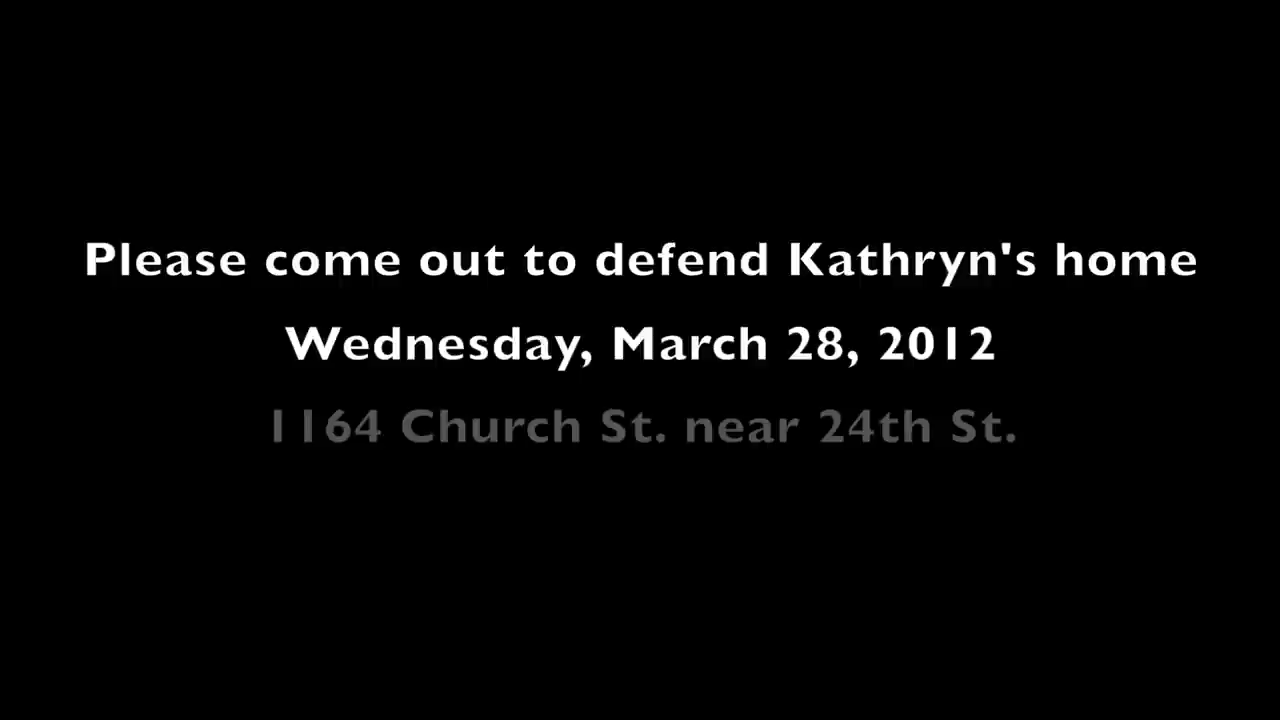 Please come out to defend Kathryn's home
Wednesday, March 28, 2012
1164 Church St. near 24th St.